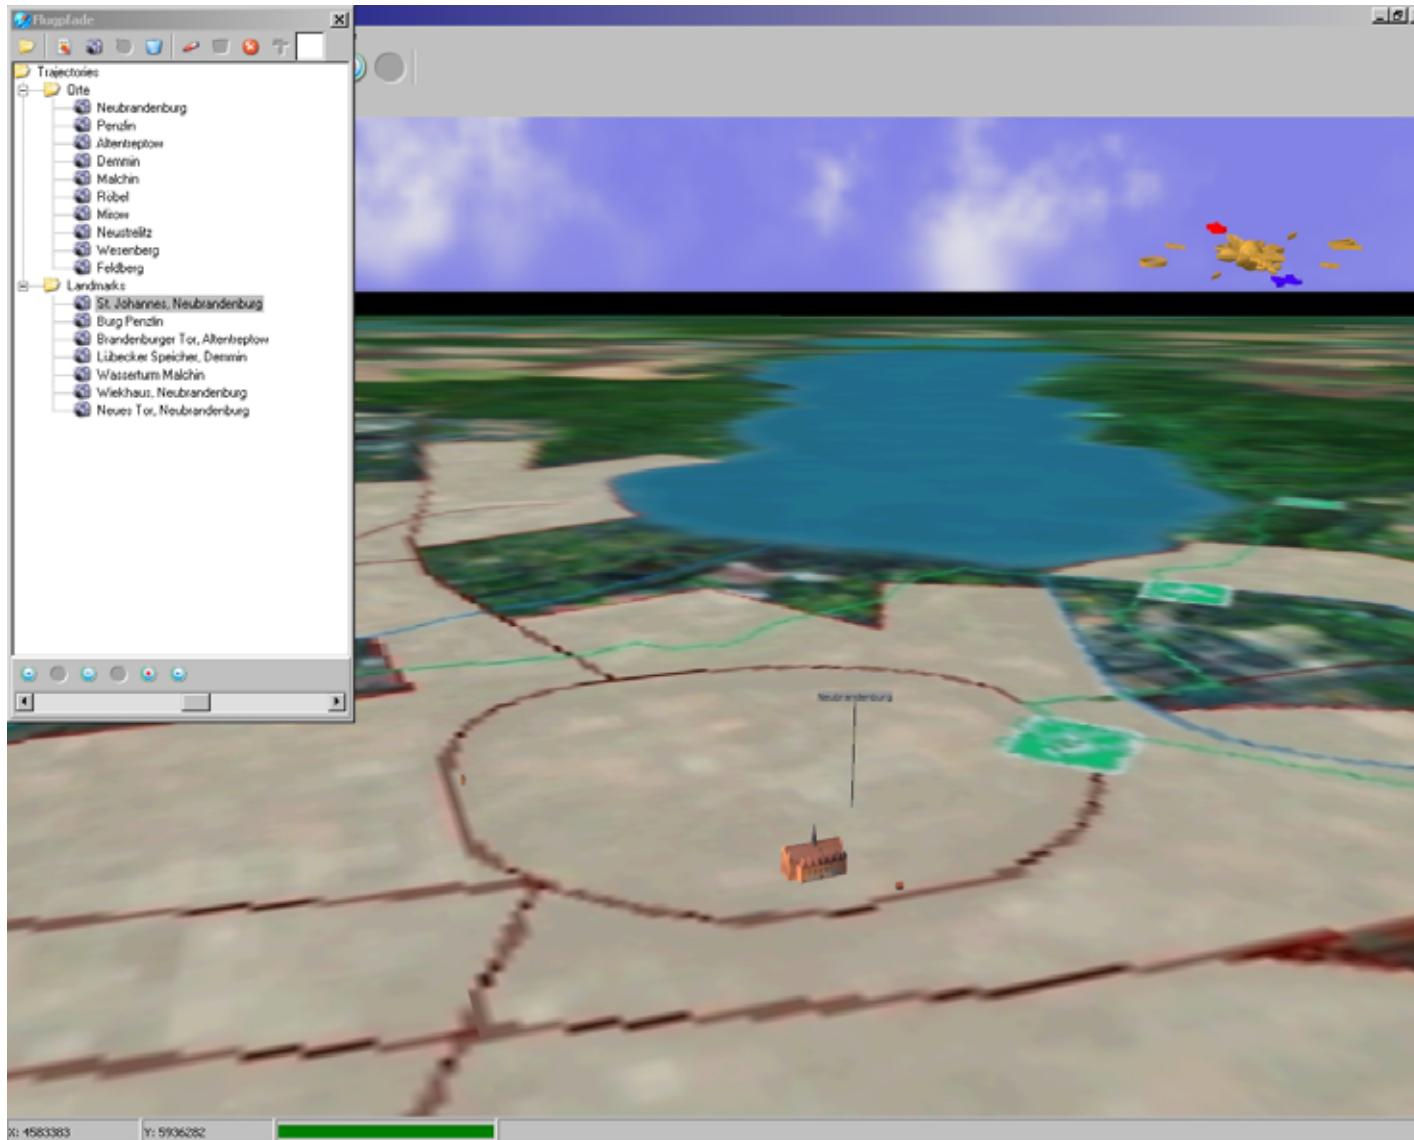 Flugpfade
Trajectories
Orte
Neubrandenburg
Penzlin
Altentreptow
Demmin
Malchin
Röbel
Mirow
Neustrelitz
Wesenberg
Feldberg
Landmarks
St. Johannes, Neubrandenburg
Burg Penzlin
Brandenburger Tor, Altentreptow
Lübecker Speicher, Demmin
Wasserturm Malchin
Wiekhaus, Neubrandenburg
Neues Tor, Neubrandenburg
Neubrandenburg
X: 4583383
Y: 5936282